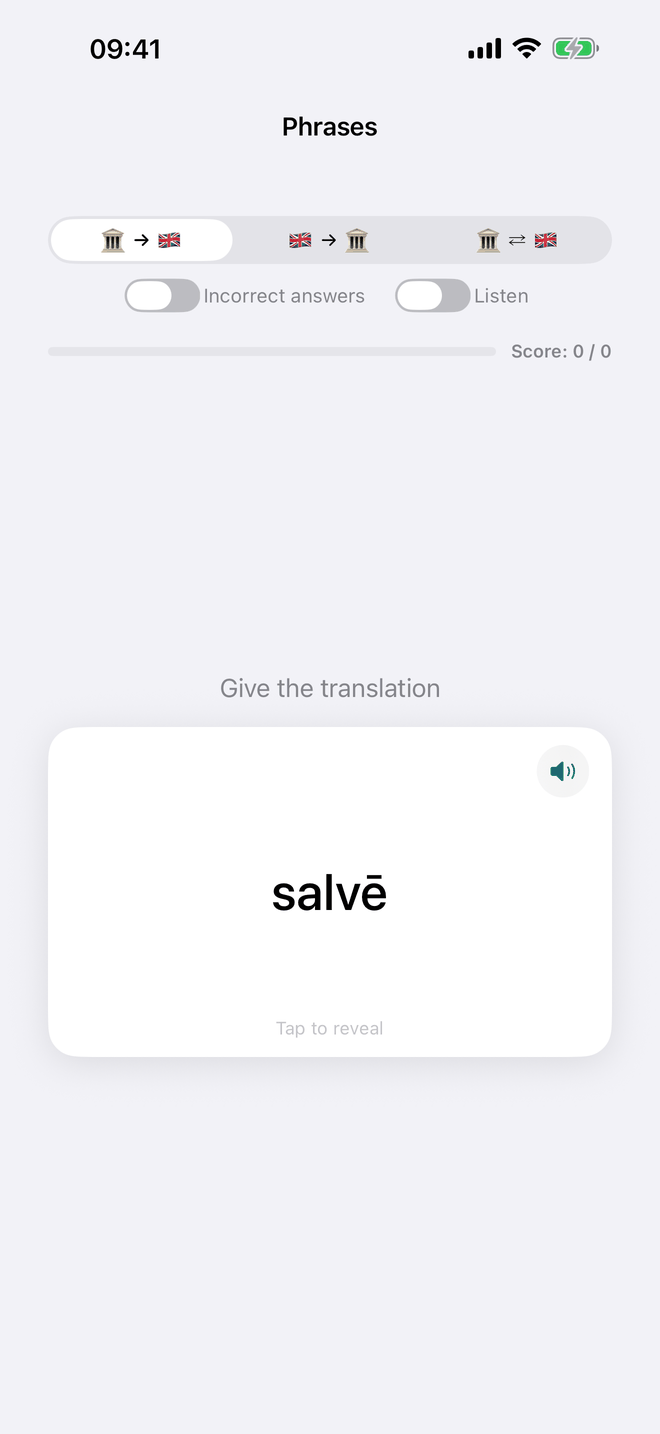 09:41
Phrases
🏛️ → 🇬🇧 🇬🇧 → 🏛️ 🏛️ ⇄ 🇬🇧
Incorrect answers Listen
Score: 0 / 0
Give the translation
salvē
Tap to reveal